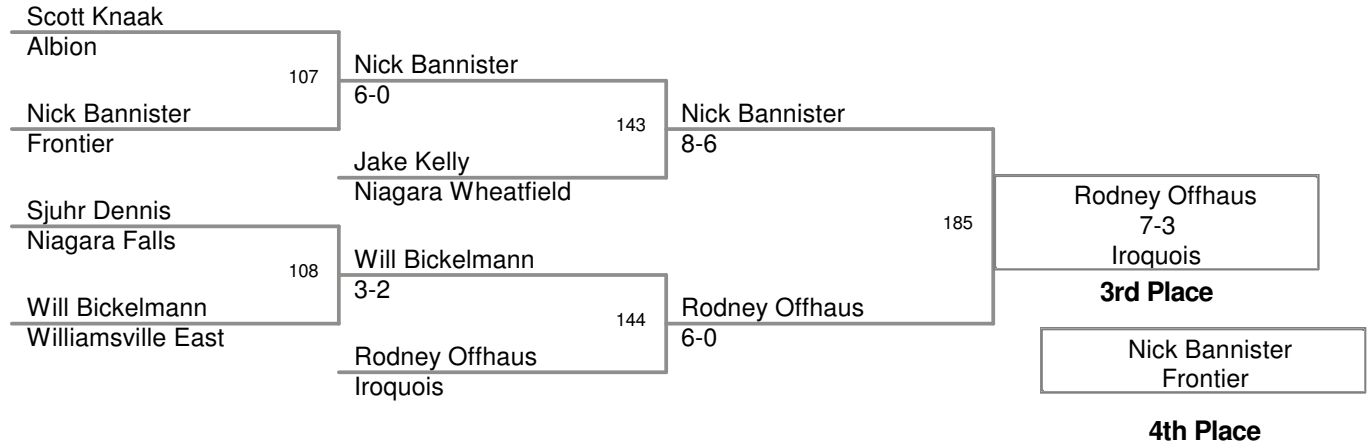 Scott Knaak
Albion
107
Nick Bannister
6-0
Nick Bannister
Frontier
143
Nick Bannister
8-6
Jake Kelly
Niagara Wheatfield
Sjuhr Dennis
Niagara Falls
185
Rodney Offhaus
7-3
Iroquois
3rd Place
108
Will Bickelmann
3-2
Will Bickelmann
Williamsville East
144
Rodney Offhaus
6-0
Rodney Offhaus
Iroquois
Nick Bannister
Frontier
4th Place